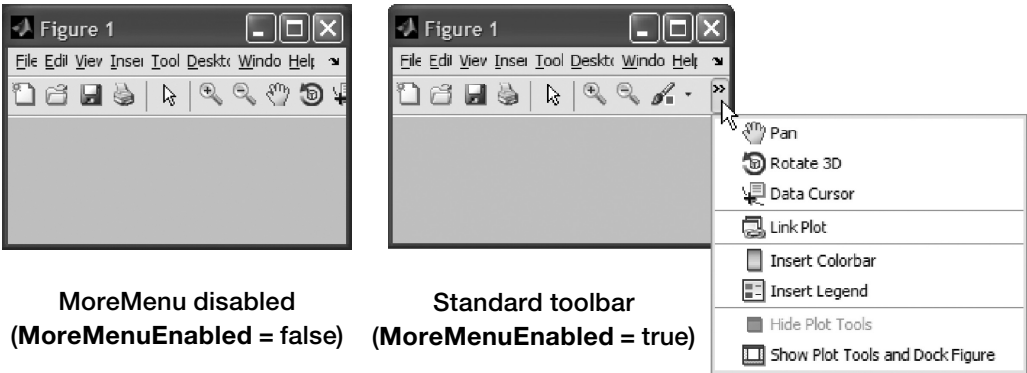 Figure 1
File Edit Viev Inser Tool Deskto Windo Help
MoreMenu disabled
(MoreMenuEnabled = false)
Figure 1
File Edit Viev Inser Tool Deskto Windo Help
»
Pan
Rotate 3D
Data Cursor
Link Plot
Insert Colorbar
Insert Legend
Hide Plot Tools
Show Plot Tools and Dock Figure
Standard toolbar
(MoreMenuEnabled = true)